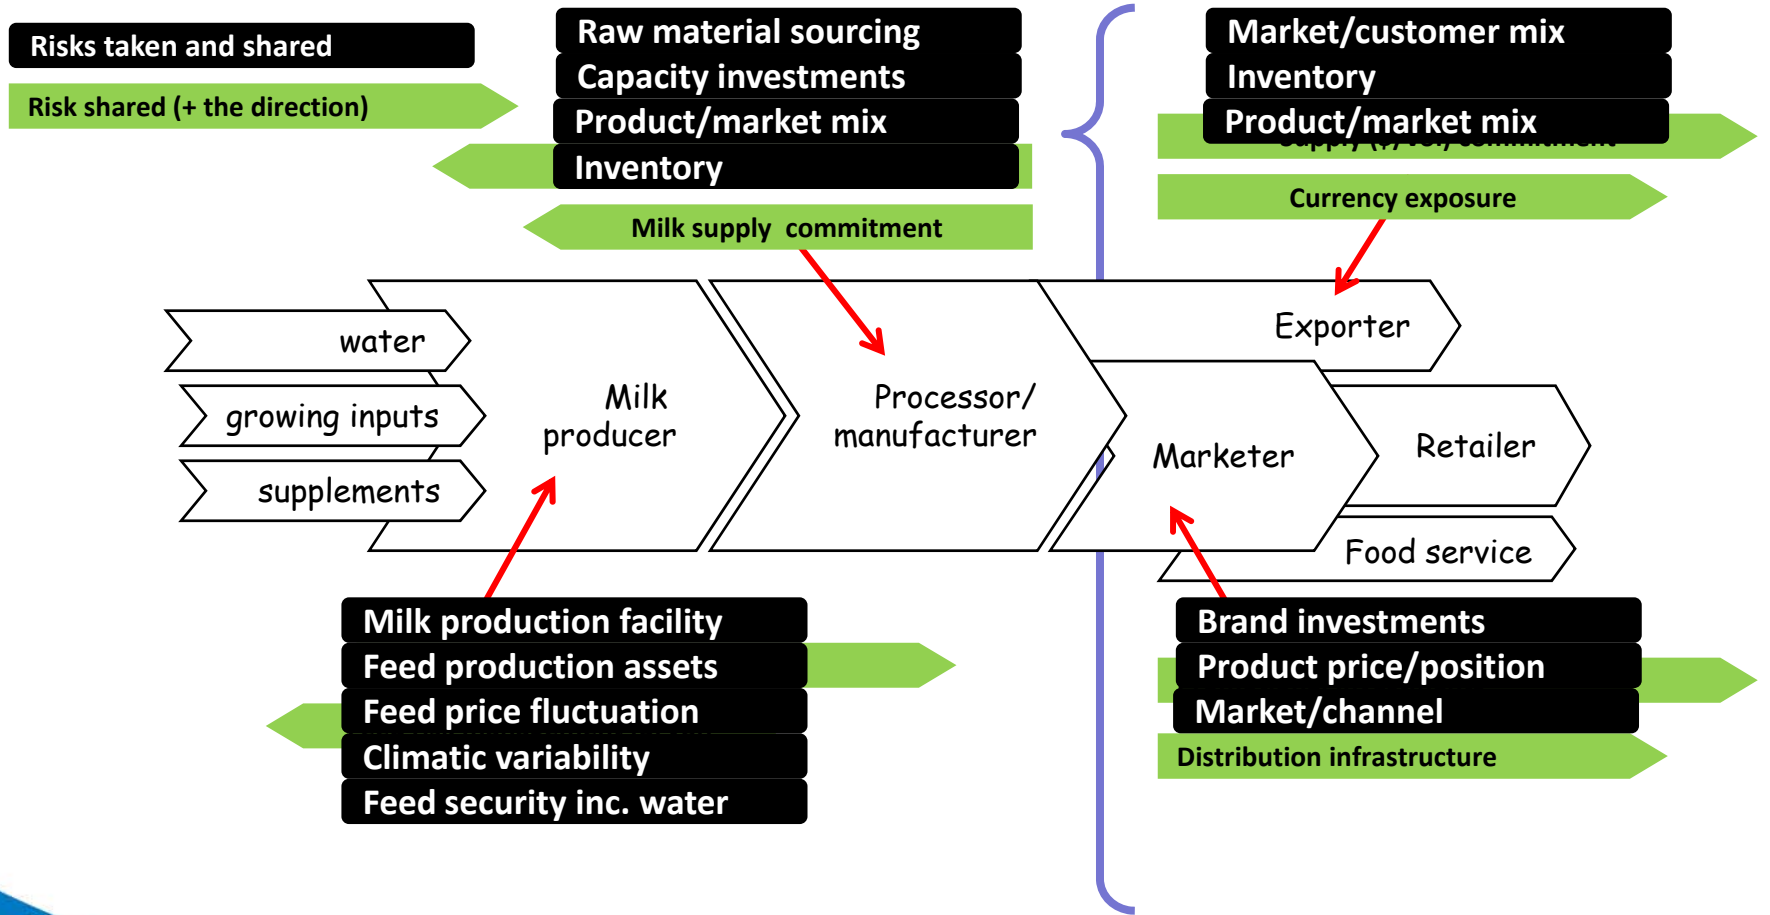 Risks taken and shared
Risk shared (+ the direction)
Raw material sourcing
Capacity investments
Product/market mix
Inventory
Milk supply commitment
Market/customer mix
Inventory
Product/market mix
commitment
Currency exposure
water
growing inputs
supplements
Milk
producer
Processor/
manufacturer
Exporter
Marketer
Retailer
Food service
Milk production facility
Feed production assets
Feed price fluctuation
Climatic variability
Feed security inc. water
Brand investments
Product price/position
Market/channel
Distribution infrastructure